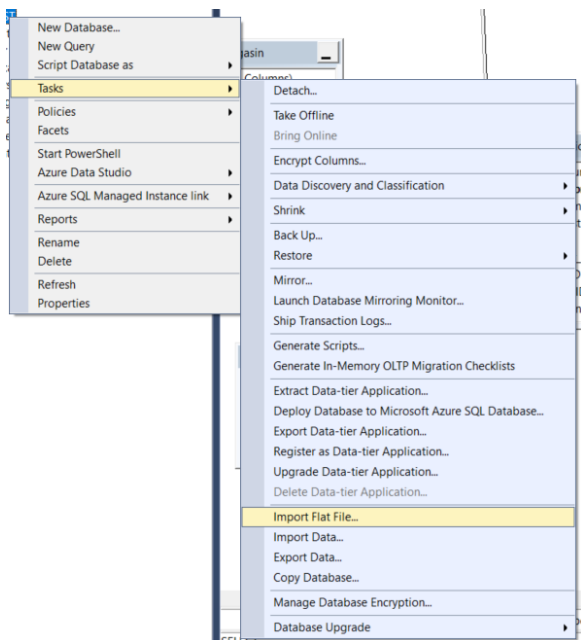 New Database...
New Query
Script Database as
Tasks
Policies
Facets
Start PowerShell
Azure Data Studio
Azure SQL Managed Instance link
Reports
Rename
Delete
Refresh
Properties
gasin
Columns)
Detach...
Take Offline
Bring Online
Encrypt Columns...
Data Discovery and Classification
Shrink
Back Up...
Restore
Mirror...
Launch Database Mirroring Monitor...
Ship Transaction Logs...
Generate Scripts...
Generate In-Memory OLTP Migration Checklists
Extract Data-tier Application...
Deploy Database to Microsoft Azure SQL Database...
Export Data-tier Application...
Register as Data-tier Application...
Upgrade Data-tier Application...
Delete Data-tier Application...
Import Flat File...
Import Data...
Export Data...
Copy Database...
Manage Database Encryption...
Database Upgrade